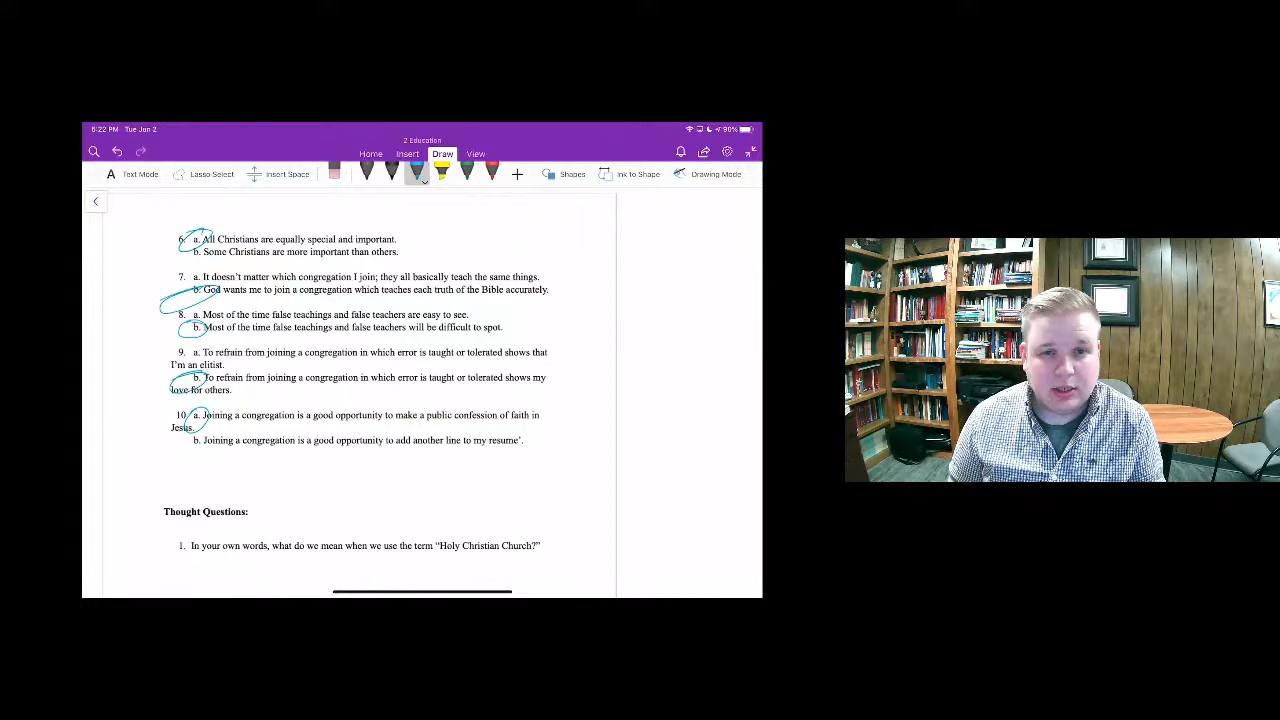 6:22 PM Tue Jun 2
90%
2 Education
Home Insert Draw View
Text Mode Lasso Select Insert Space Shapes Ink to Shape Drawing Mode
6. a. All Christians are equally special and important.
b. Some Christians are more important than others.
7. a. It doesn't matter which congregation I join; they all basically teach the same things.
b. God wants me to join a congregation which teaches each truth of the Bible accurately.
8. a. Most of the time false teachings and false teachers are easy to see.
b. Most of the time false teachings and false teachers will be difficult to spot.
9. a. To refrain from joining a congregation in which error is taught or tolerated shows that
I'm an elitist.
b. To refrain from joining a congregation in which error is taught or tolerated shows my
love for others.
10. a. Joining a congregation is a good opportunity to make a public confession of faith in
Jesus.
b. Joining a congregation is a good opportunity to add another line to my resume'.
Thought Questions:
1. In your own words, what do we mean when we use the term “Holy Christian Church?”